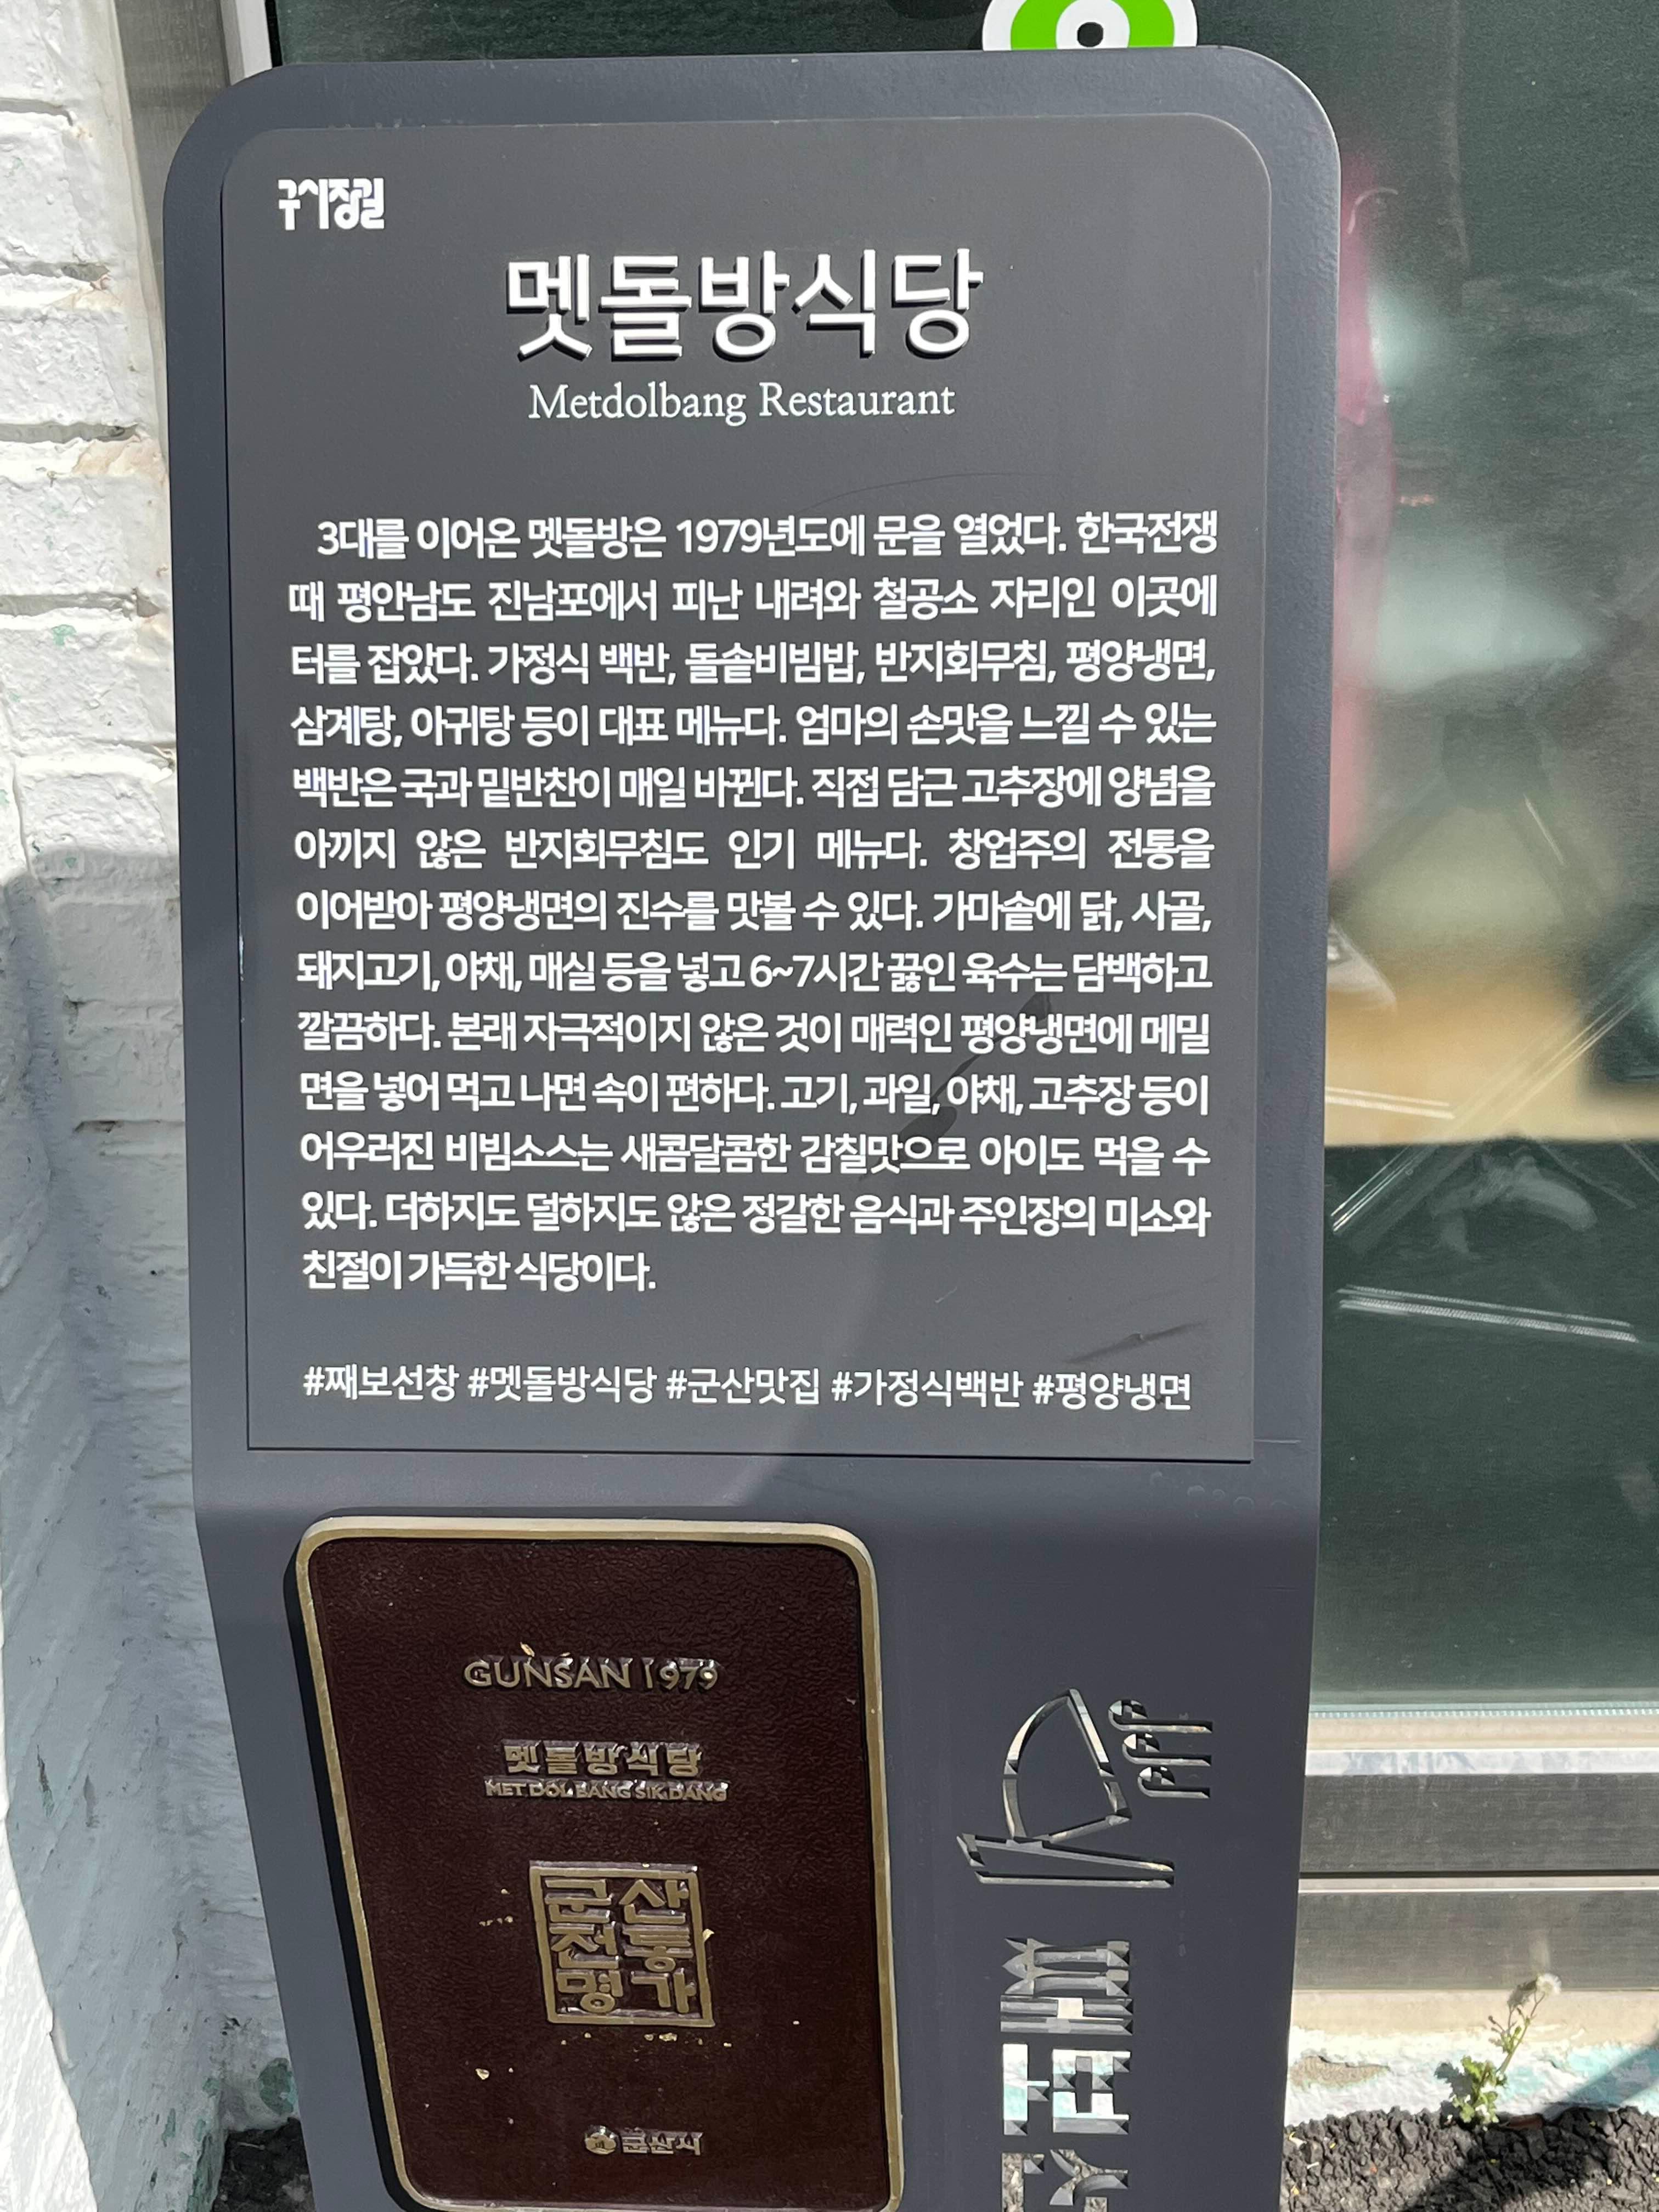 구시장길
멧돌방식당
Metdolbang Restaurant
3대를 이어온 멧돌방은 1979년도에 문을 열었다. 한국전쟁
때 평안남도 진남포에서 피난 내려와 철공소 자리인 이곳에
터를 잡았다. 가정식 백반, 돌솥비빔밥, 반지회무침, 평양냉면,
삼계탕, 아귀탕 등이 대표 메뉴다. 엄마의 손맛을 느낄 수 있는
백반은 국과 밑반찬이 매일 바뀐다. 직접 담근 고추장에 양념을
아끼지 않은 반지회무침도 인기 메뉴다. 창업주의 전통을
이어받아 평양냉면의 진수를 맛볼 수 있다. 가마솥에 닭, 사골,
돼지고기, 야채, 매실 등을 넣고 6~7시간 끓인 육수는 담백하고
깔끔하다. 본래 자극적이지 않은 것이 매력인 평양냉면에 메밀
면을 넣어 먹고 나면 속이 편하다. 고기, 과일, 야채, 고추장 등이
어우러진 비빔소스는 새콤달콤한 감칠맛으로 아이도 먹을 수
있다. 더하지도 덜하지도 않은 정갈한 음식과 주인장의 미소와
친절이 가득한 식당이다.
#째보선창 #멧돌방식당 #군산맛집 #가정식백반 #평양냉면
GUNSAN 1979
멧돌방식당
MET DOL BANG SIKDANG
군산
전통
명가
군산시
째보